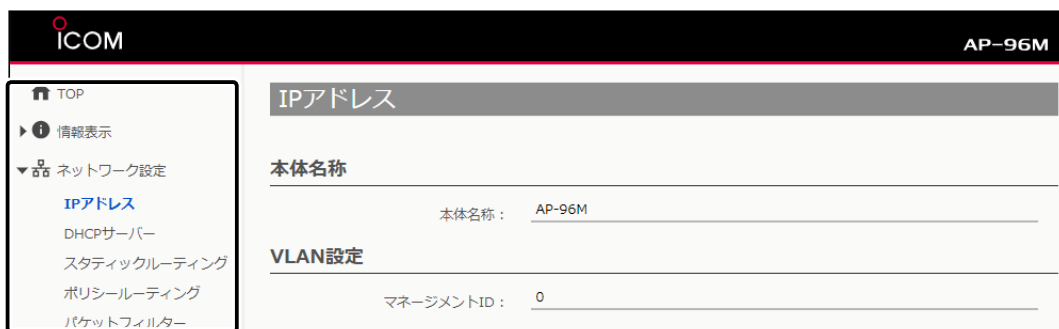 ICOM
AP-96M
TOP
情報表示
ネットワーク設定
IPアドレス
DHCPサーバー
スタティックルーティング
ポリシールーティング
パケットフィルター
IPアドレス
本体名称
本体名称： AP-96M
VLAN設定
マネージメントID： 0